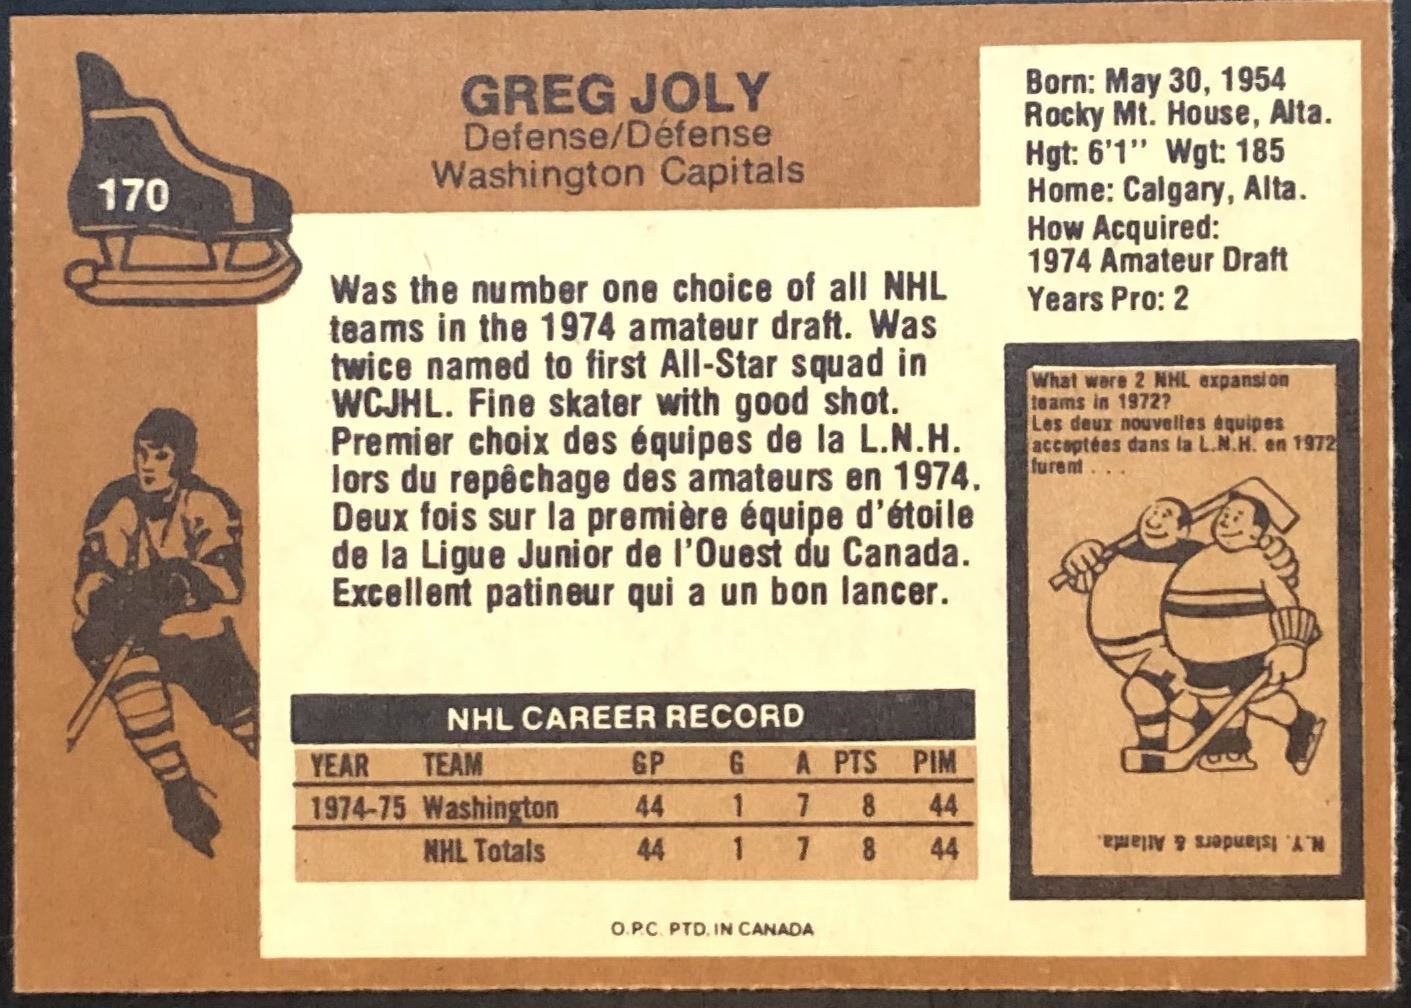 170
GREG JOLY
Defense/Défense
Washington Capitals
Born: May 30, 1954
Rocky Mt. House, Alta.
Hgt: 6'1" Wgt: 185
Home: Calgary, Alta.
How Acquired:
1974 Amateur Draft
Years Pro: 2
Was the number one choice of all NHL
teams in the 1974 amateur draft. Was
twice named to first All-Star squad in
WCJHL. Fine skater with good shot.
Premier choix des équipes de la L.N.H.
lors du repêchage des amateurs en 1974.
Deux fois sur la première équipe d'étoile
de la Ligue Junior de l'Ouest du Canada.
Excellent patineur qui a un bon lancer.
What were 2 NHL expansion
teams in 1972?
Les deux nouvelles équipes
acceptées dans la L.N.H. en 1972
furent . . .
N.Y. Islanders & Atlanta.
NHL CAREER RECORD
YEAR TEAM GP G A PTS PIM
1974-75 Washington 44 1 7 8 44
NHL Totals 44 1 7 8 44
O.P.C. PTD. IN CANADA